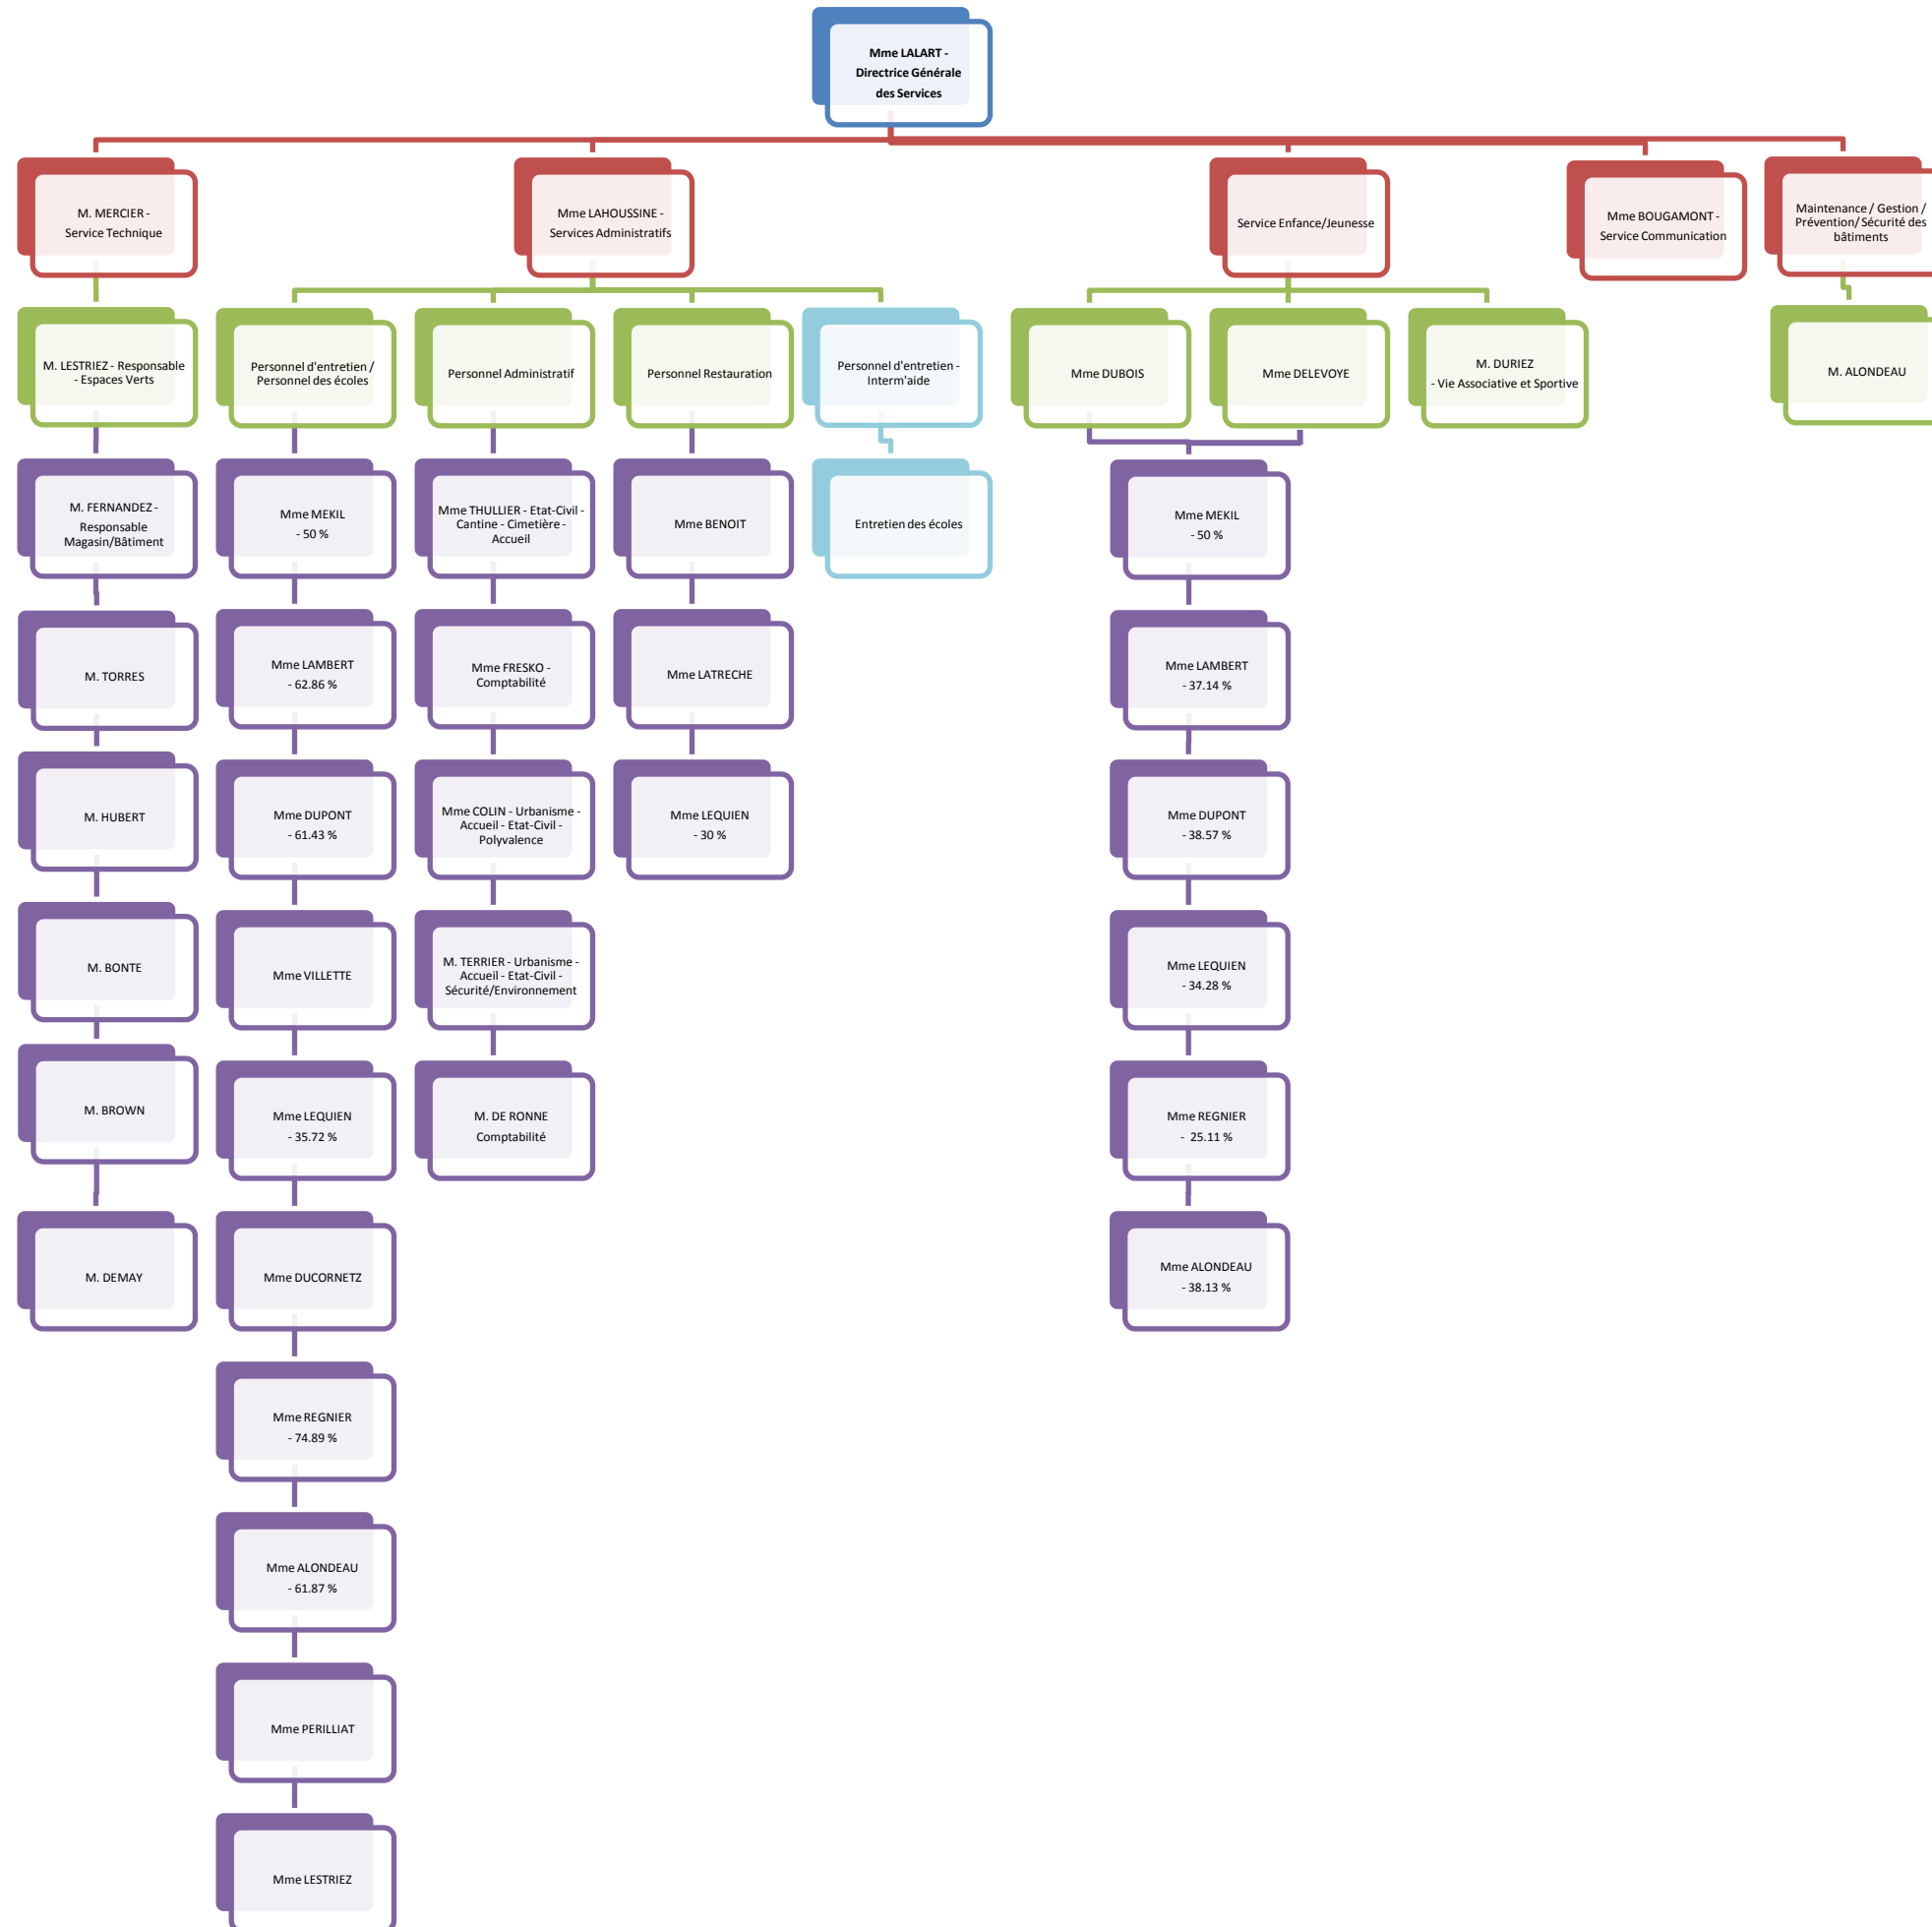 Mme LALART -
Directrice Générale
des Services
M. MERCIER -
Service Technique
Mme LAHOUSSINE -
Services Administratifs
Service Enfance/Jeunesse
Mme BOUGAMONT -
Service Communication
Maintenance / Gestion /
Prévention/ Sécurité des
bâtiments
M. LESTRIEZ - Responsable
- Espaces Verts
Personnel d'entretien /
Personnel des écoles
Personnel Administratif
Personnel Restauration
Personnel d'entretien -
Interm'aide
Mme DUBOIS
Mme DELEVOYE
M. DURIEZ
- Vie Associative et Sportive
M. ALONDEAU
M. FERNANDEZ -
Responsable
Magasin/Bâtiment
Mme MEKIL
- 50 %
Mme THULLIER - Etat-Civil -
Cantine - Cimetière -
Accueil
Mme BENOIT
Entretien des écoles
Mme MEKIL
- 50 %
M. TORRES
Mme LAMBERT
- 62.86 %
Mme FRESKO -
Comptabilité
Mme LATRECHE
Mme LAMBERT
- 37.14 %
M. HUBERT
Mme DUPONT
- 61.43 %
Mme COLIN - Urbanisme -
Accueil - Etat-Civil -
Polyvalence
Mme LEQUIEN
- 30 %
Mme DUPONT
- 38.57 %
M. BONTE
Mme VILLETTE
M. TERRIER - Urbanisme -
Accueil - Etat-Civil -
Sécurité/Environnement
Mme LEQUIEN
- 34.28 %
M. BROWN
Mme LEQUIEN
- 35.72 %
M. DE RONNE
Comptabilité
Mme REGNIER
- 25.11 %
M. DEMAY
Mme DUCORNETZ
Mme ALONDEAU
- 38.13 %
Mme REGNIER
- 74.89 %
Mme ALONDEAU
- 61.87 %
Mme PERILLIAT
Mme LESTRIEZ